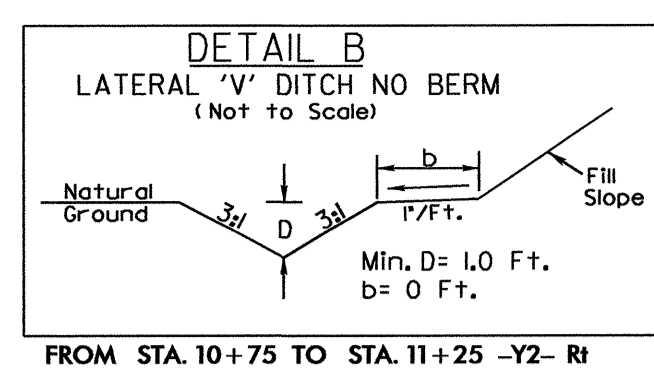 DETAIL B
LATERAL 'V' DITCH NO BERM
(Not to Scale)
b
Natural
Ground
3:1
D
3:1
1"/Ft.
Fill
Slope
Min. D= 1.0 Ft.
b= 0 Ft.
FROM STA. 10+75 TO STA. 11+25 -Y2- Rt